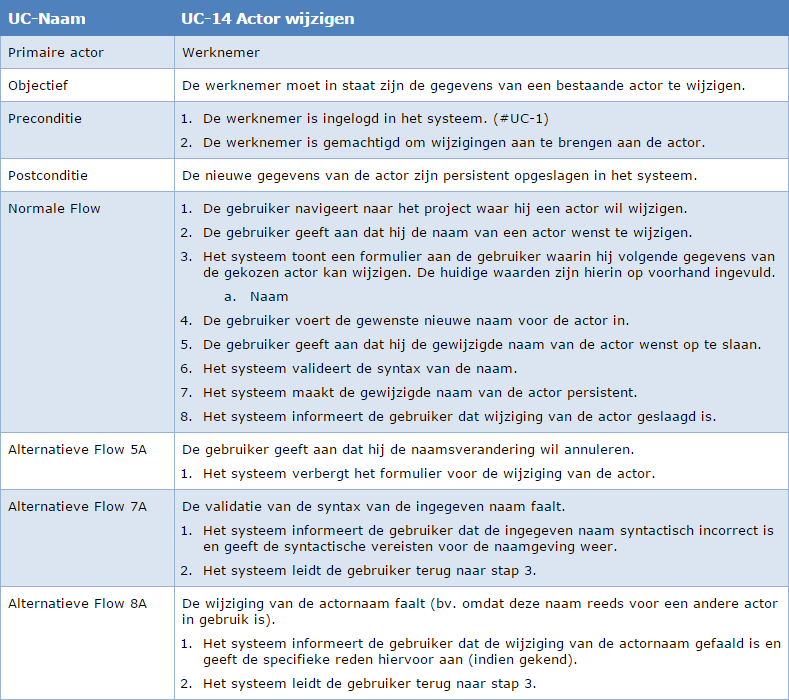 UC-Naam
UC-14 Actor wijzigen
Primaire actor
Werknemer
Objectief
De werknemer moet in staat zijn de gegevens van een bestaande actor te wijzigen.
Preconditie
1. De werknemer is ingelogd in het systeem. (#UC-1)
2. De werknemer is gemachtigd om wijzigingen aan te brengen aan de actor.
Postconditie
De nieuwe gegevens van de actor zijn persistent opgeslagen in het systeem.
Normale Flow
1. De gebruiker navigeert naar het project waar hij een actor wil wijzigen.
2. De gebruiker geeft aan dat hij de naam van een actor wenst te wijzigen.
3. Het systeem toont een formulier aan de gebruiker waarin hij volgende gegevens van
de gekozen actor kan wijzigen. De huidige waarden zijn hierin op voorhand ingevuld.
a. Naam
4. De gebruiker voert de gewenste nieuwe naam voor de actor in.
5. De gebruiker geeft aan dat hij de gewijzigde naam van de actor wenst op te slaan.
6. Het systeem valideert de syntax van de naam.
7. Het systeem maakt de gewijzigde naam van de actor persistent.
8. Het systeem informeert de gebruiker dat wijziging van de actor geslaagd is.
Alternatieve Flow 5A
De gebruiker geeft aan dat hij de naamsverandering wil annuleren.
1. Het systeem verbergt het formulier voor de wijziging van de actor.
Alternatieve Flow 7A
De validatie van de syntax van de ingegeven naam faalt.
1. Het systeem informeert de gebruiker dat de ingegeven naam syntactisch incorrect is
en geeft de syntactische vereisten voor de naamgeving weer.
2. Het systeem leidt de gebruiker terug naar stap 3.
Alternatieve Flow 8A
De wijziging van de actornaam faalt (bv. omdat deze naam reeds voor een andere actor
in gebruik is).
1. Het systeem informeert de gebruiker dat de wijziging van de actornaam gefaald is en
geeft de specifieke reden hiervoor aan (indien gekend).
2. Het systeem leidt de gebruiker terug naar stap 3.